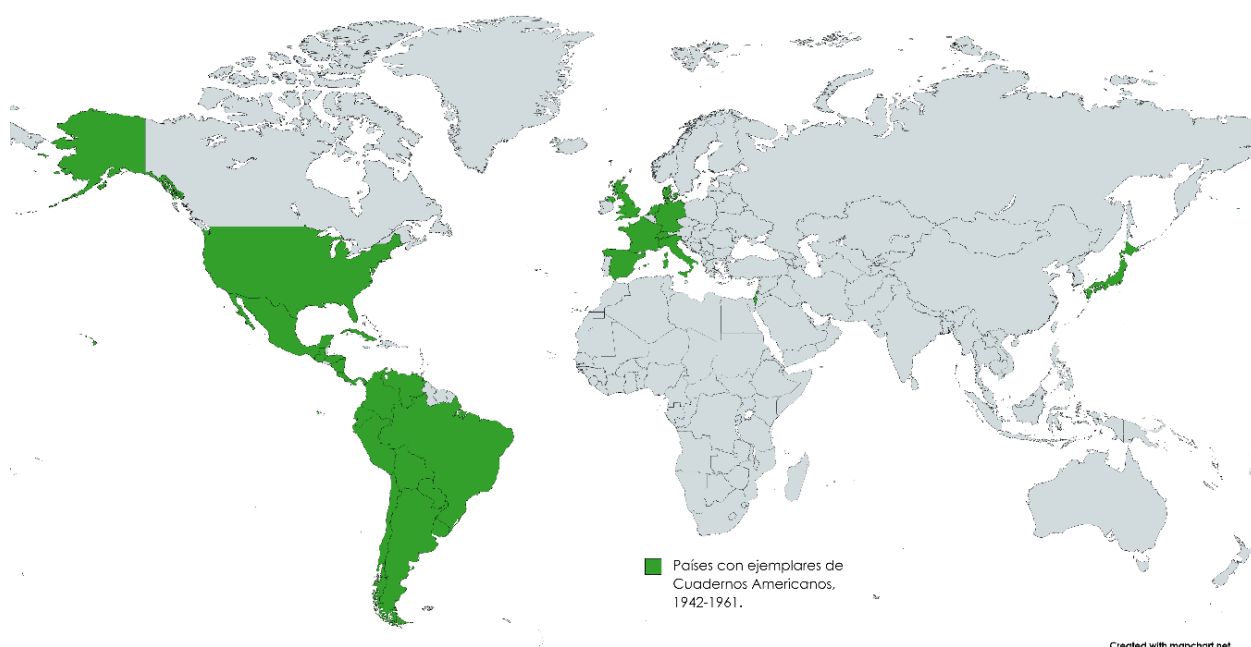 Países con ejemplares de
Cuadernos Americanos,
1942-1961.
Created with mapchart.net